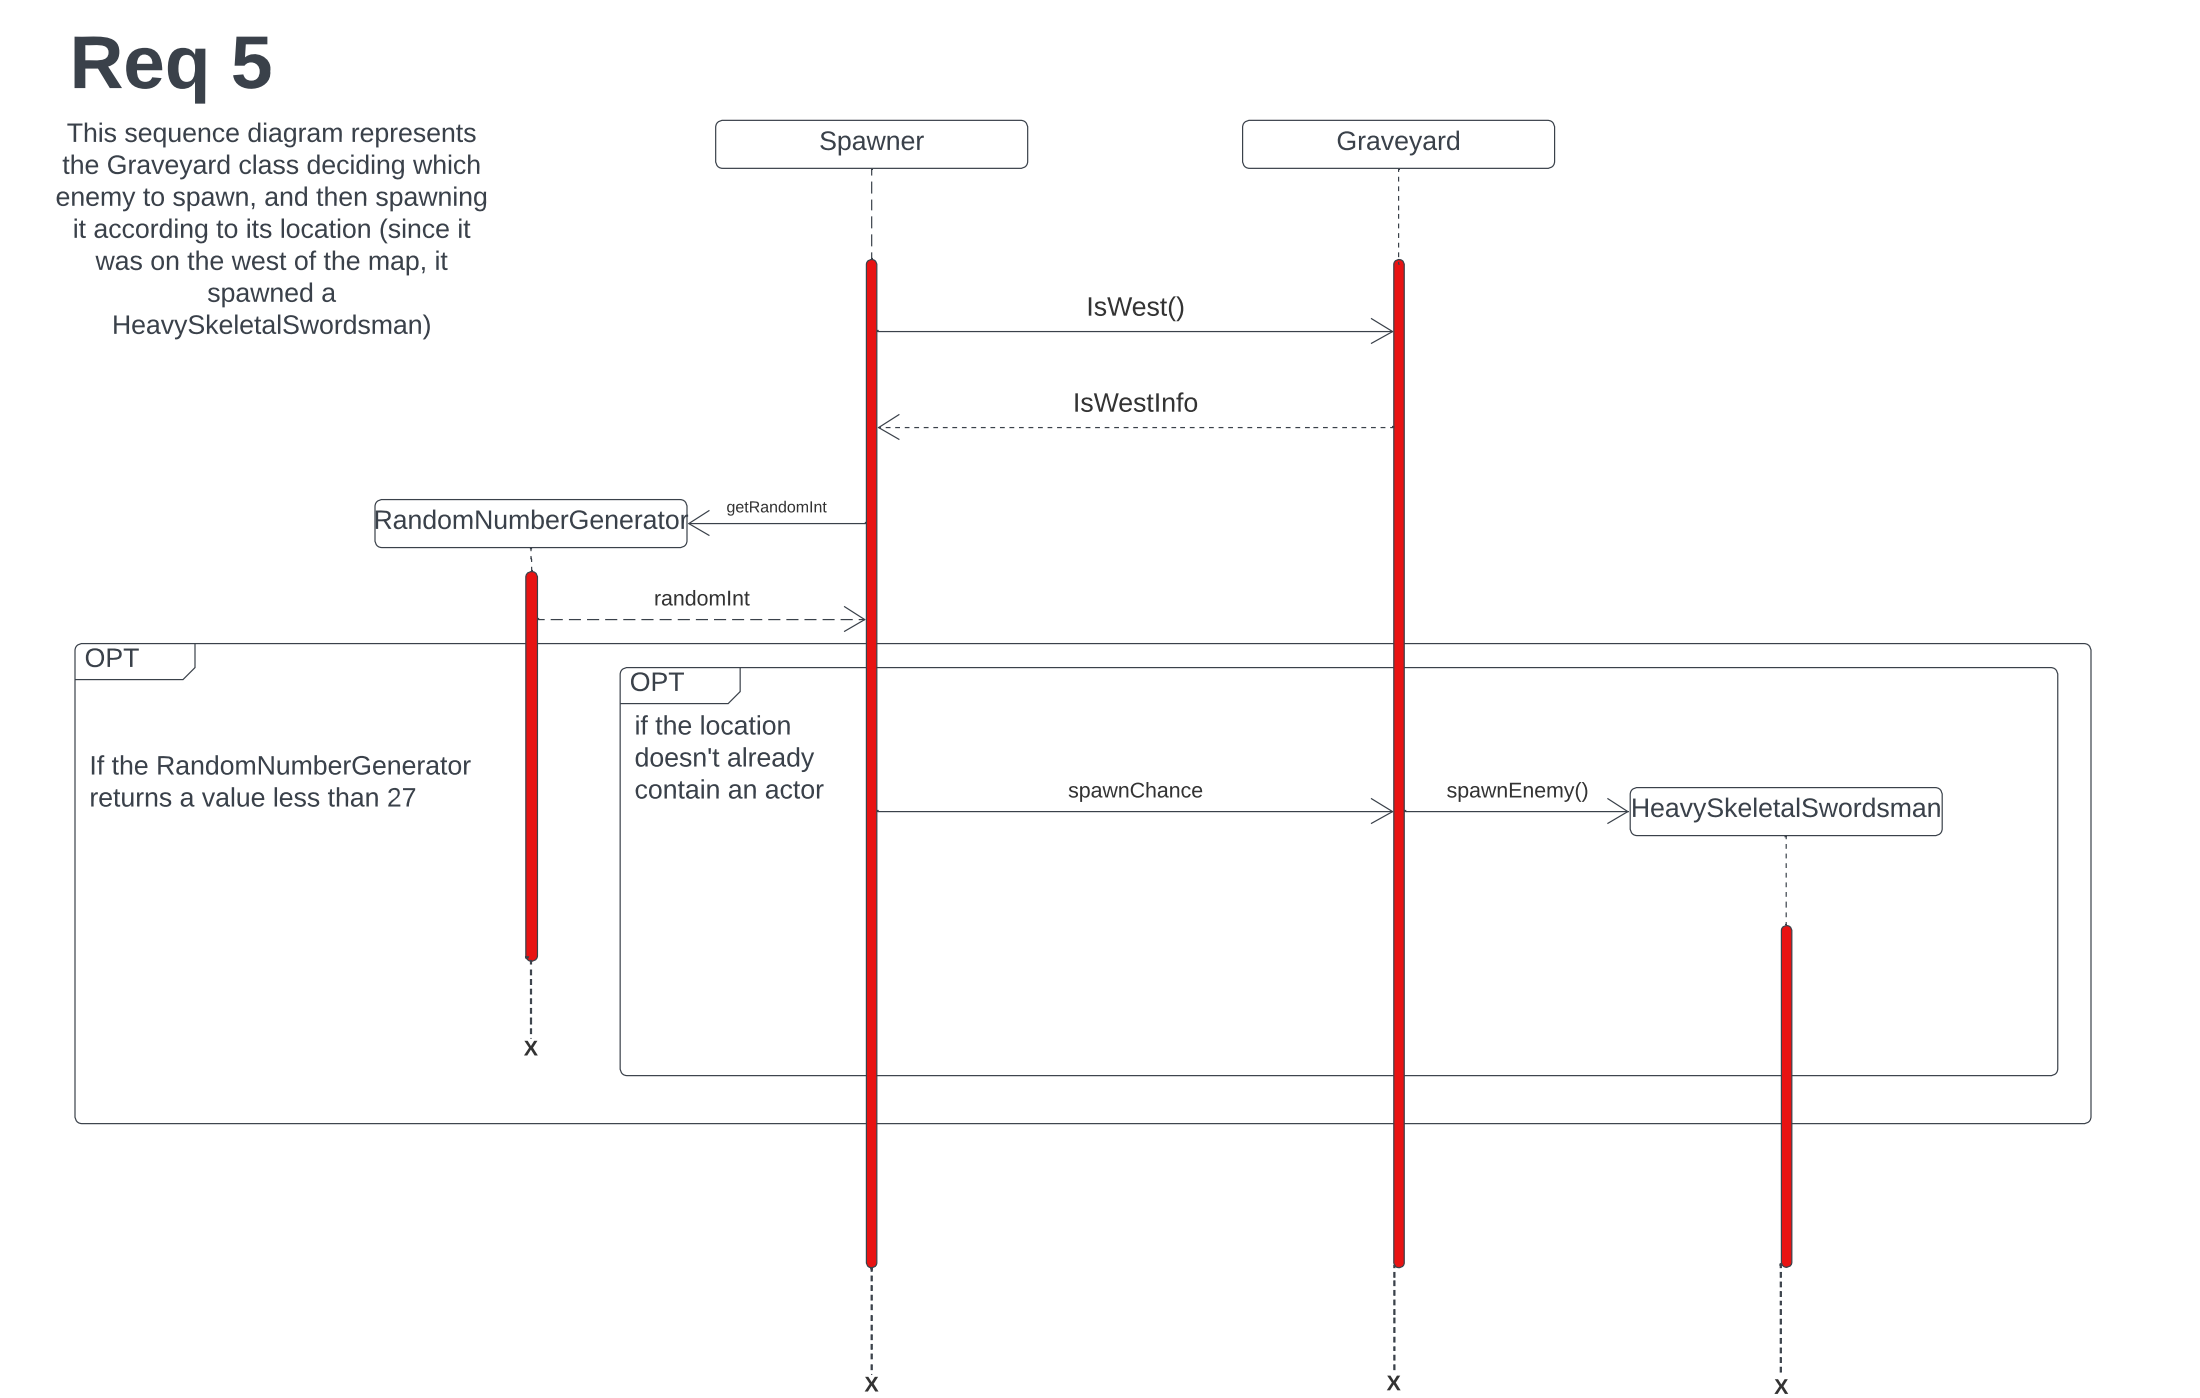 Req 5
This sequence diagram represents
the Graveyard class deciding which
enemy to spawn, and then spawning
it according to its location (since it
was on the west of the map, it
spawned a
HeavySkeletalSwordsman)
Spawner
Graveyard
IsWest()
IsWestInfo
RandomNumberGenerator
getRandomInt
randomInt
OPT
OPT
if the location
doesn't already
contain an actor
If the RandomNumberGenerator
returns a value less than 27
spawnChance
spawnEnemy()
HeavySkeletalSwordsman
X
X
X
X